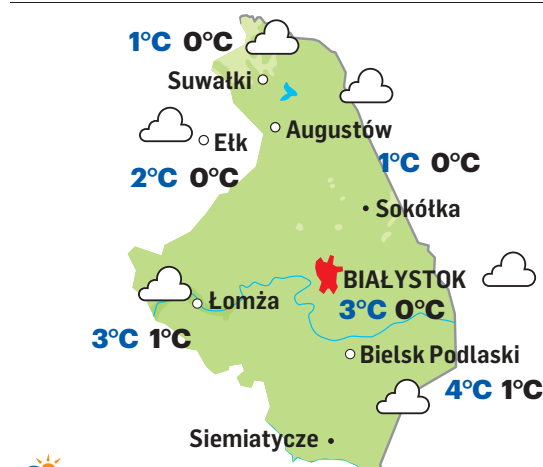 1°C 0°C
Suwałki
Augustów
Ełk
1°C 0°C
2°C 0°C
Sokółka
BIAŁYSTOK
Łomża
3°C 0°C
3°C 1°C
Bielsk Podlaski
4°C 1°C
Siemiatycze